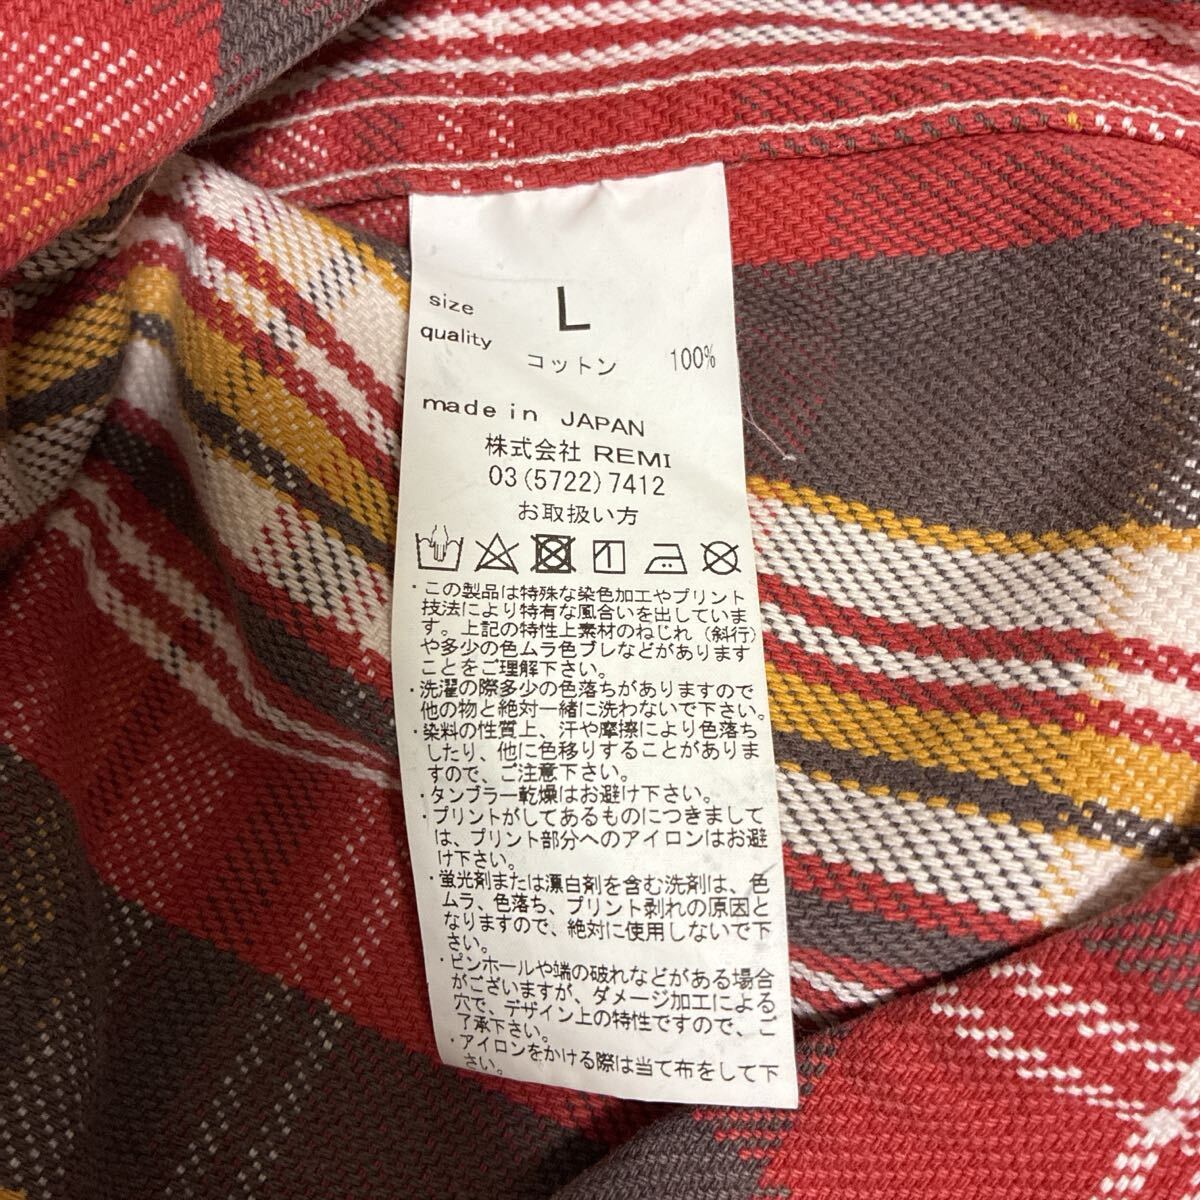 size L
quality コットン 100%
made in JAPAN
株式会社 REMI
03(5722)7412
お取扱い方
・この製品は特殊な染色加工やプリント
技法により特有な風合いを出していま
す。上記の特性上素材のねじれ(斜行)
や多少の色ムラ色ブレなどがあります
ことをご理解下さい。
・洗濯の際多少の色落ちがありますので
他の物と絶対一緒に洗わないで下さい。
・染料の性質上、汗や摩擦により色落ち
したり、他に色移りすることがありま
すので、ご注意下さい。
・タンブラー乾燥はお避け下さい。
・プリントがしてあるものにつきまして
は、プリント部分へのアイロンはお避
け下さい。
・蛍光剤または漂白剤を含む洗剤は、色
ムラ、色落ち、プリント剥れの原因と
なりますので、絶対に使用しないで下
さい。
・ピンホールや端の破れなどがある場合
がございますが、ダメージ加工による
穴で、デザイン上の特性ですので、ご
了承下さい。
・アイロンをかける際は当て布をして下
さい。